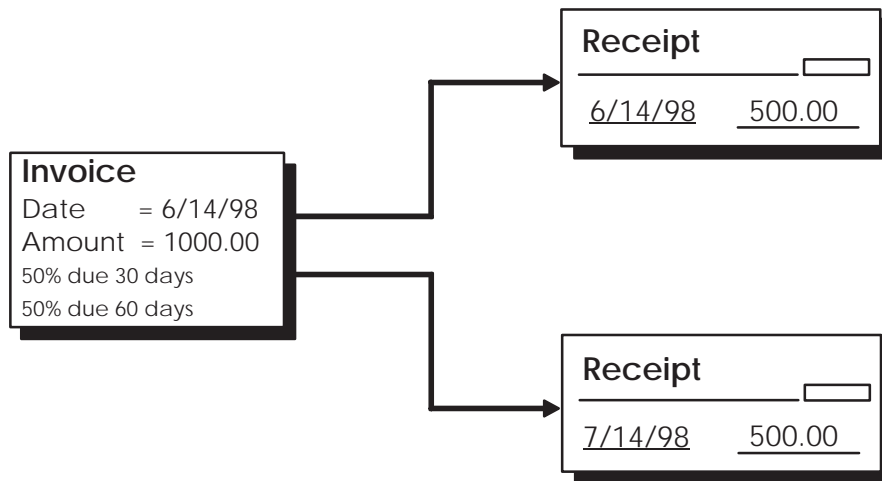 Invoice
Date = 6/14/98
Amount = 1000.00
50% due 30 days
50% due 60 days
Receipt
6/14/98 500.00
Receipt
7/14/98 500.00